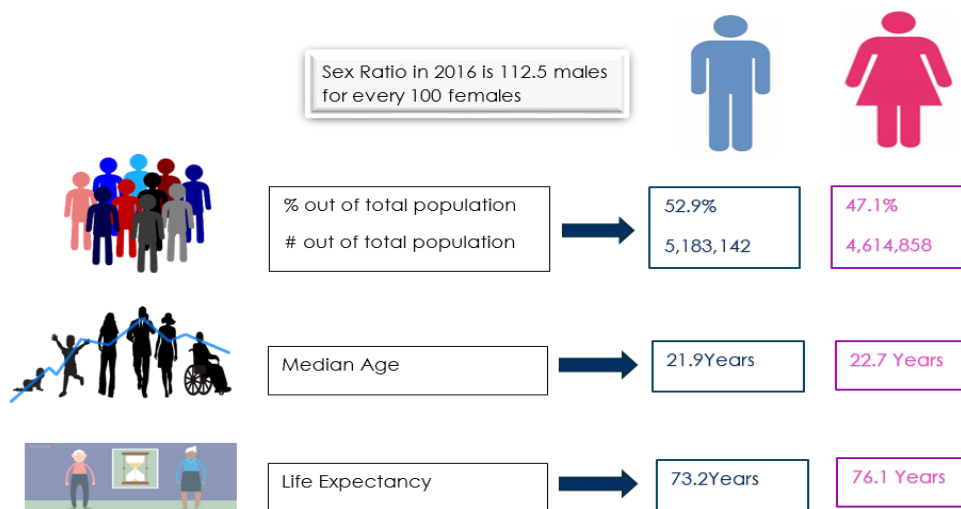 Sex Ratio in 2016 is 112.5 males
for every 100 females
% out of total population
# out of total population
52.9%
5,183,142
47.1%
4,614,858
Median Age
21.9Years
22.7 Years
Life Expectancy
73.2Years
76.1 Years